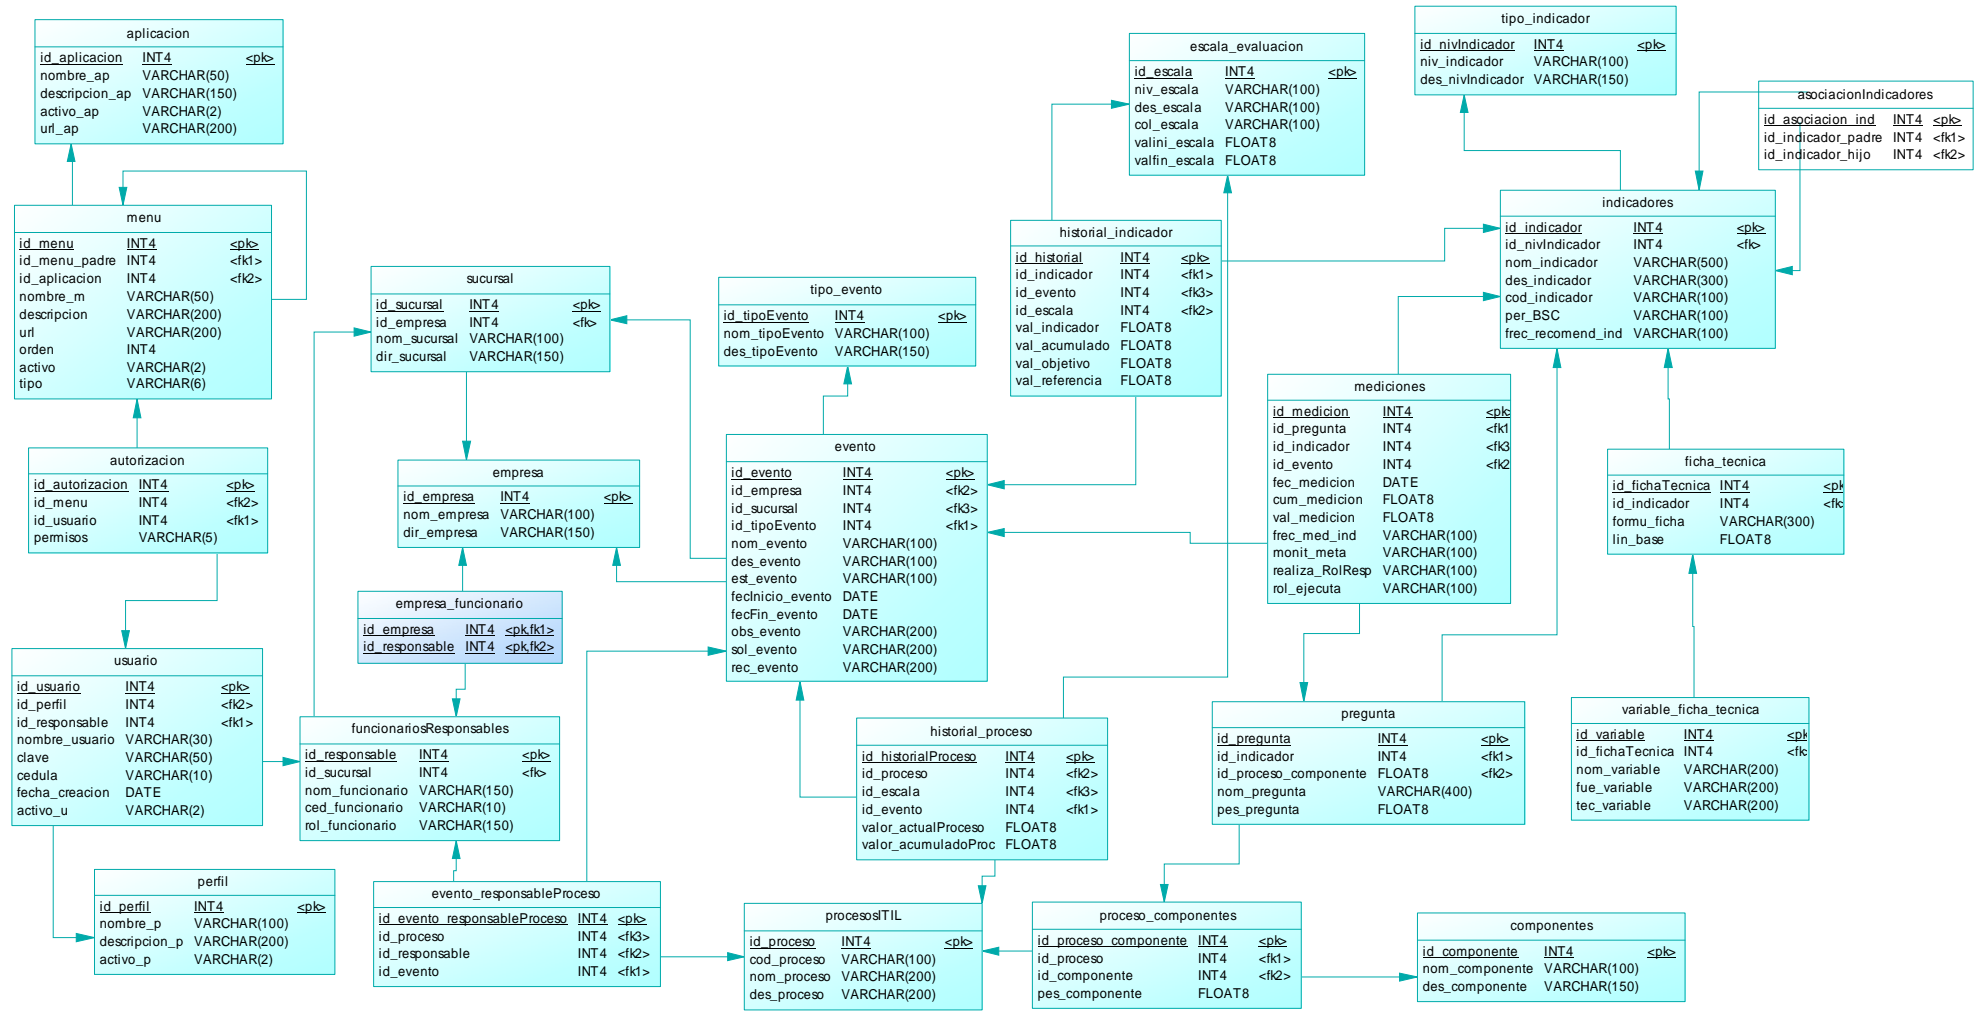 aplicacion
id_aplicacion INT4 <pk>
nombre_ap VARCHAR(50)
descripcion_ap VARCHAR(150)
activo_ap VARCHAR(2)
url_ap VARCHAR(200)
menu
id_menu INT4 <pk>
id_menu_padre INT4 <fk1>
id_aplicacion INT4 <fk2>
nombre_m VARCHAR(50)
descripcion VARCHAR(200)
url VARCHAR(200)
orden INT4
activo VARCHAR(2)
tipo VARCHAR(6)
autorizacion
id_autorizacion INT4 <pk>
id_menu INT4 <fk2>
id_usuario INT4 <fk1>
permisos VARCHAR(5)
usuario
id_usuario INT4 <pk>
id_perfil INT4 <fk2>
id_responsable INT4 <fk1>
nombre_usuario VARCHAR(30)
clave VARCHAR(50)
cedula VARCHAR(10)
fecha_creacion DATE
activo_u VARCHAR(2)
perfil
id_perfil INT4 <pk>
nombre_p VARCHAR(100)
descripcion_p VARCHAR(200)
activo_p VARCHAR(2)
sucursal
id_sucursal INT4 <pk>
id_empresa INT4 <fk>
nom_sucursal VARCHAR(100)
dir_sucursal VARCHAR(150)
empresa
id_empresa INT4 <pk>
nom_empresa VARCHAR(100)
dir_empresa VARCHAR(150)
empresa_funcionario
id_empresa INT4 <pk,fk1>
id_responsable INT4 <pk,fk2>
funcionariosResponsables
id_responsable INT4 <pk>
id_sucursal INT4 <fk>
nom_funcionario VARCHAR(150)
ced_funcionario VARCHAR(10)
rol_funcionario VARCHAR(150)
evento_responsableProceso
id_evento_responsableProceso INT4 <pk>
id_proceso INT4 <fk3>
id_responsable INT4 <fk2>
id_evento INT4 <fk1>
tipo_evento
id_tipoEvento INT4 <pk>
nom_tipoEvento VARCHAR(100)
des_tipoEvento VARCHAR(150)
evento
id_evento INT4 <pk>
id_empresa INT4 <fk2>
id_sucursal INT4 <fk3>
id_tipoEvento INT4 <fk1>
nom_evento VARCHAR(100)
des_evento VARCHAR(100)
est_evento VARCHAR(100)
fecInicio_evento DATE
fecFin_evento DATE
obs_evento VARCHAR(200)
sol_evento VARCHAR(200)
rec_evento VARCHAR(200)
historial_proceso
id_historialProceso INT4 <pk>
id_proceso INT4 <fk2>
id_escala INT4 <fk3>
id_evento INT4 <fk1>
valor_actualProceso FLOAT8
valor_acumuladoProc FLOAT8
procesosITIL
id_proceso INT4 <pk>
cod_proceso VARCHAR(100)
nom_proceso VARCHAR(200)
des_proceso VARCHAR(200)
escala_evaluacion
id_escala INT4 <pk>
niv_escala VARCHAR(100)
des_escala VARCHAR(100)
col_escala VARCHAR(100)
valini_escala FLOAT8
valfin_escala FLOAT8
historial_indicador
id_historial INT4 <pk>
id_indicador INT4 <fk1>
id_evento INT4 <fk3>
id_escala INT4 <fk2>
val_indicador FLOAT8
val_acumulado FLOAT8
val_objetivo FLOAT8
val_referencia FLOAT8
tipo_indicador
id_nivIndicador INT4 <pk>
niv_indicador VARCHAR(100)
des_nivIndicador VARCHAR(150)
asociacionIndicadores
id_asociacion_ind INT4 <pk>
id_indicador_padre INT4 <fk1>
id_indicador_hijo INT4 <fk2>
indicadores
id_indicador INT4 <pk>
id_nivIndicador INT4 <fk>
nom_indicador VARCHAR(500)
des_indicador VARCHAR(300)
cod_indicador VARCHAR(100)
per_BSC VARCHAR(100)
frec_recomend_ind VARCHAR(100)
mediciones
id_medicion INT4 <pk>
id_pregunta INT4 <fk1
id_indicador INT4 <fk3
id_evento INT4 <fk2
fec_medicion DATE
cum_medicion FLOAT8
val_medicion FLOAT8
frec_med_ind VARCHAR(100)
monit_meta VARCHAR(100)
realiza_RolResp VARCHAR(100)
rol_ejecuta VARCHAR(100)
ficha_tecnica
id_fichaTecnica INT4 <pk
id_indicador INT4 <fk
formu_ficha VARCHAR(300)
lin_base FLOAT8
variable_ficha_tecnica
id_variable INT4 <pk
id_fichaTecnica INT4 <fk
nom_variable VARCHAR(200)
fue_variable VARCHAR(200)
tec_variable VARCHAR(200)
pregunta
id_pregunta INT4 <pk>
id_indicador INT4 <fk1>
id_proceso_componente FLOAT8 <fk2>
nom_pregunta VARCHAR(400)
pes_pregunta FLOAT8
proceso_componentes
id_proceso_componente INT4 <pk>
id_proceso INT4 <fk1>
id_componente INT4 <fk2>
pes_componente FLOAT8
componentes
id_componente INT4 <pk>
nom_componente VARCHAR(100)
des_componente VARCHAR(150)